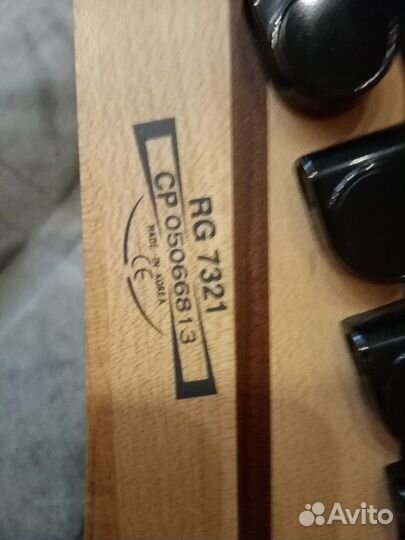 RG 7321
CP 05066813
MADE IN KOREA
CE
Avito